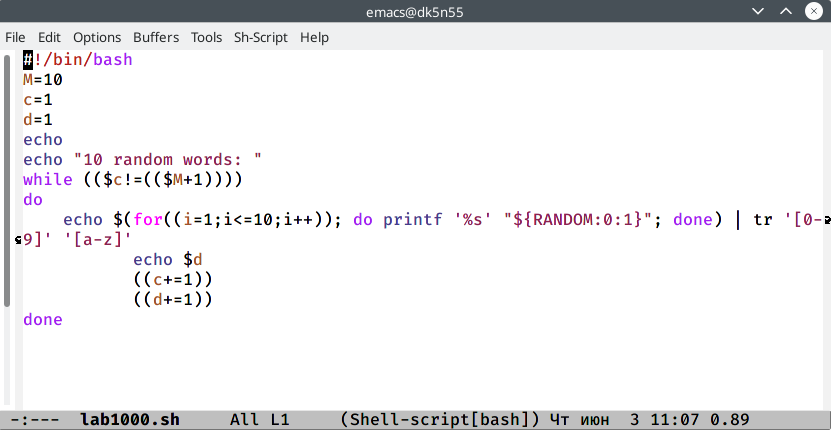 emacs@dk5n55
File Edit Options Buffers Tools Sh-Script Help
#!/bin/bash
M=10
c=1
d=1
echo
echo "10 random words: "
while (($c!=(($M+1))))
do
    echo $(for((i=1;i<=10;i++)); do printf '%s' "${RANDOM:0:1}"; done) | tr '[0-
9]' '[a-z]'
           echo $d
           ((c+=1))
           ((d+=1))
done
-:--- lab1000.sh All L1 (Shell-script[bash]) Чт июн 3 11:07 0.89